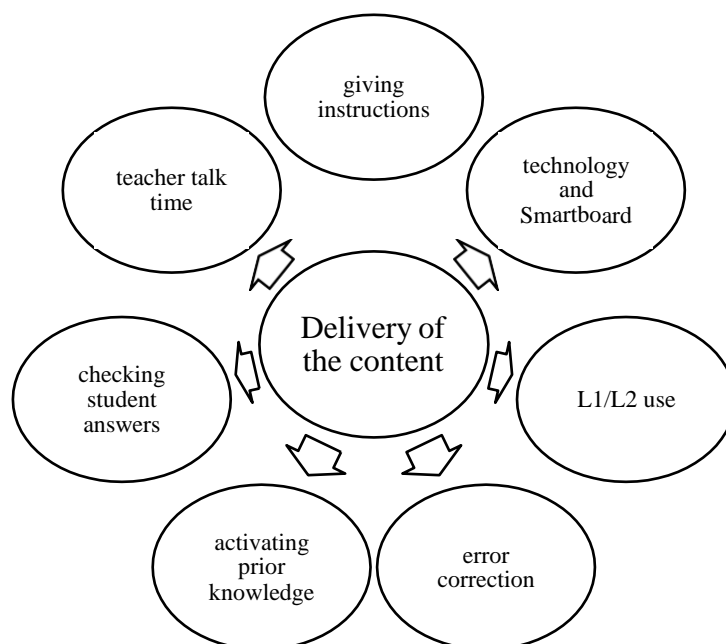 giving
instructions
teacher talk
time
technology
and
Smartboard
Delivery of
the content
checking
student
answers
L1/L2 use
activating
prior
knowledge
error
correction